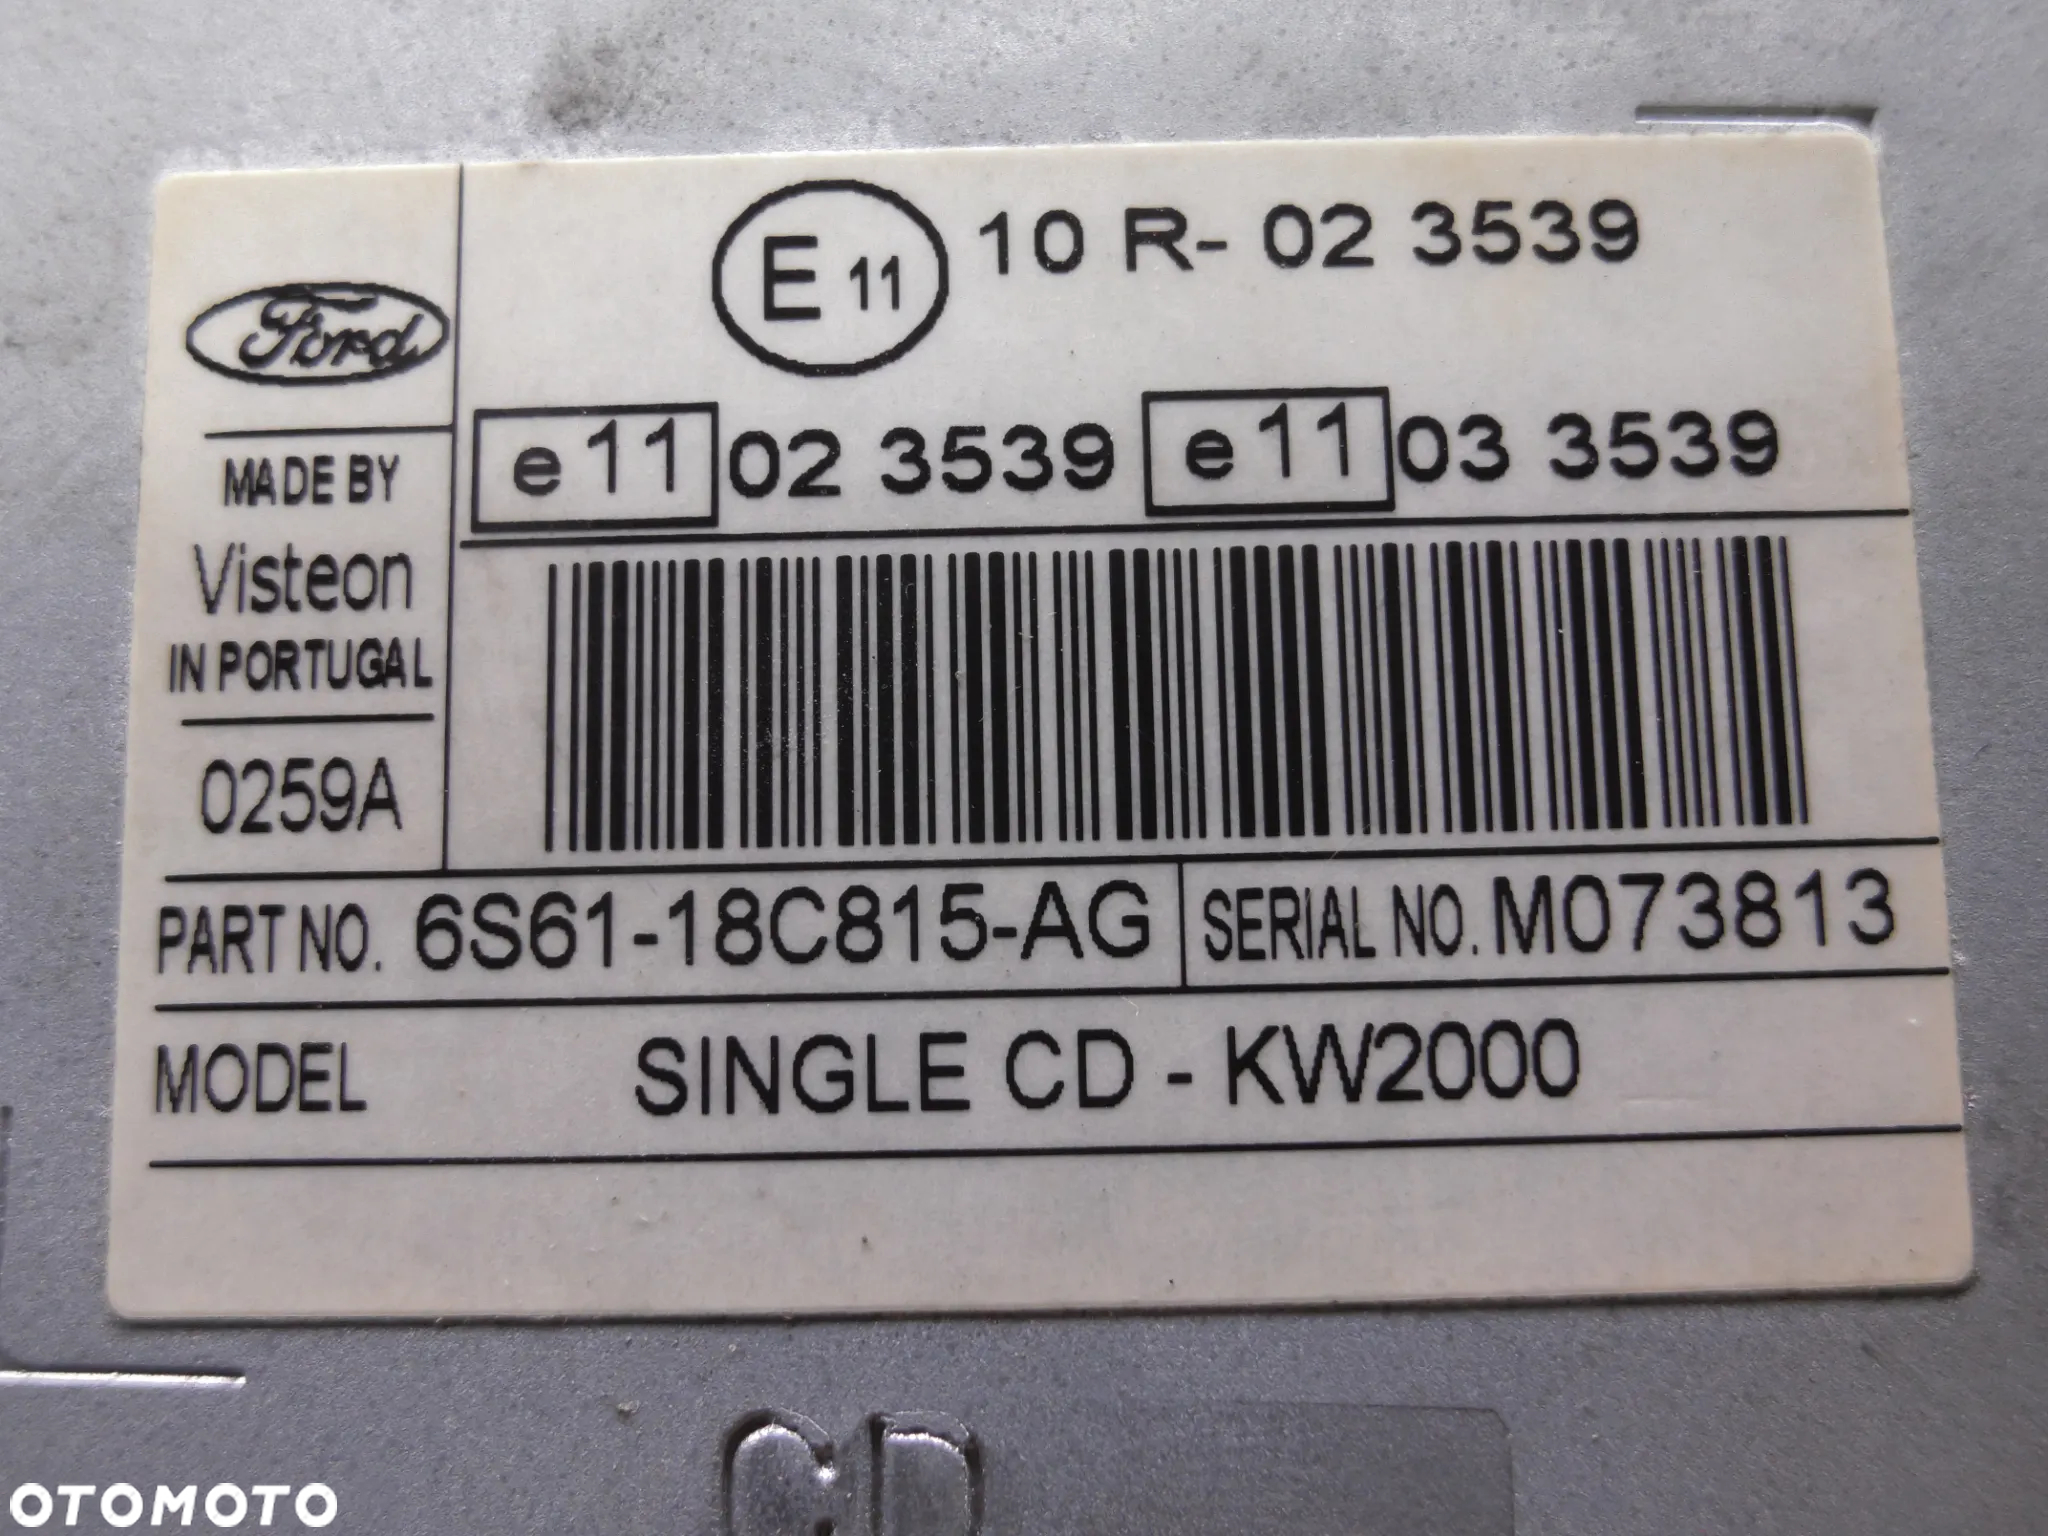 E 11 10 R- 02 3539
Ford
e11 02 3539 e11 03 3539
MADE BY
Visteon
IN PORTUGAL
0259A
PART NO. 6S61-18C815-AG SERIAL NO. M073813
MODEL SINGLE CD - KW2000
CD
OTOMOTO